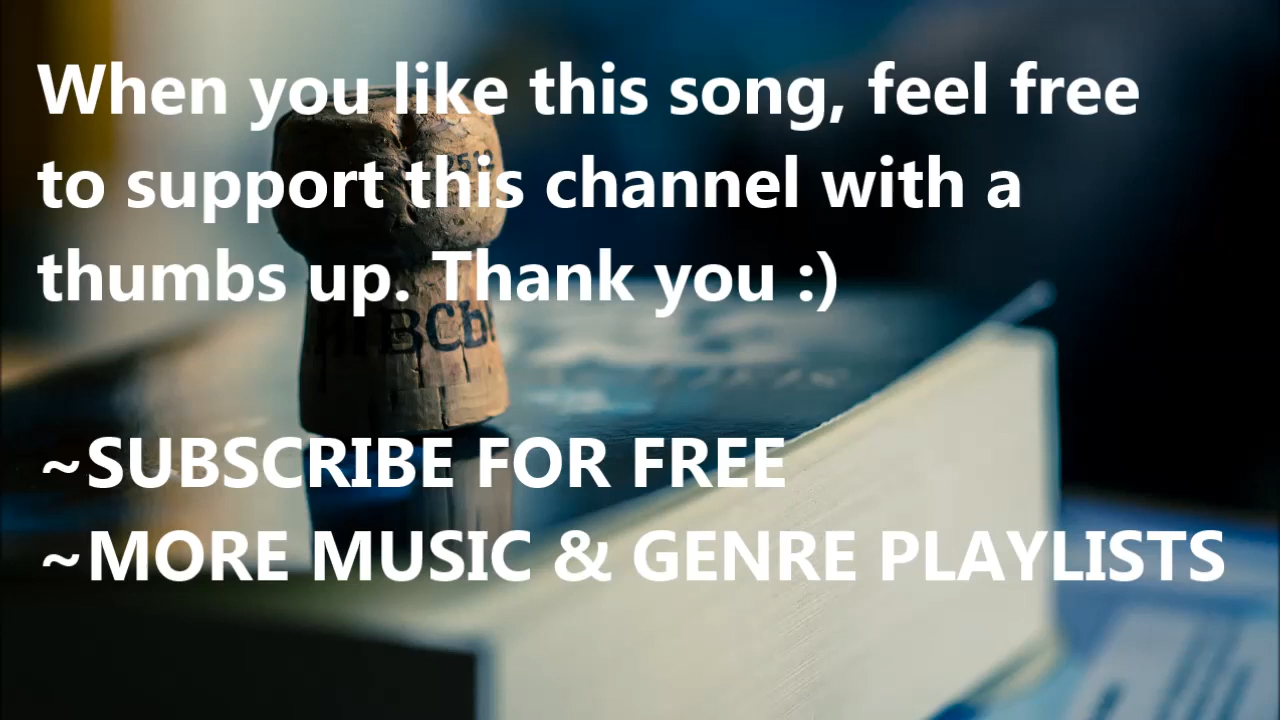 When you like this song, feel free
to support this channel with a
thumbs up. Thank you :)
~SUBSCRIBE FOR FREE
~MORE MUSIC & GENRE PLAYLISTS